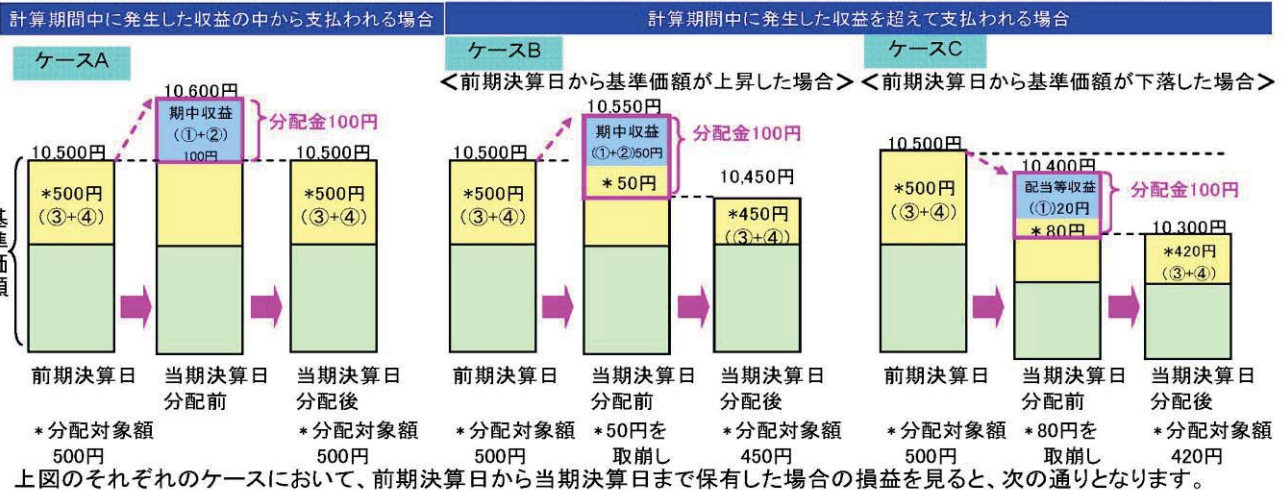 計算期間中に発生した収益の中から支払われる場合
計算期間中に発生した収益を超えて支払われる場合
ケースA
ケースB
ケースC
<前期決算日から基準価額が上昇した場合>
<前期決算日から基準価額が下落した場合>
基準価額
10,500円
*500円
(③+④)
10,600円
期中収益
(①+②)
100円
分配金100円
10,500円
*500円
(③+④)
前期決算日
当期決算日
分配前
当期決算日
分配後
*分配対象額
500円
*分配対象額
500円
10,500円
*500円
(③+④)
10,550円
期中収益
(①+②)50円
*50円
分配金100円
10,450円
*450円
(③+④)
前期決算日
当期決算日
分配前
当期決算日
分配後
*分配対象額
500円
*50円を
取崩し
*分配対象額
450円
10,500円
*500円
(③+④)
10,400円
配当等収益
(①)20円
*80円
分配金100円
10,300円
*420円
(③+④)
前期決算日
当期決算日
分配前
当期決算日
分配後
*分配対象額
500円
*80円を
取崩し
*分配対象額
420円
上図のそれぞれのケースにおいて、前期決算日から当期決算日まで保有した場合の損益を見ると、次の通りとなります。